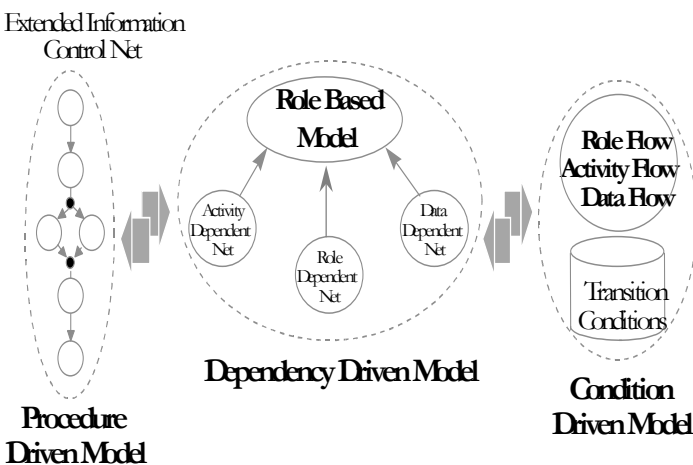 Extended Information
Control Net
Role Based
Model
Activity
Dependent
Net
Role
Dependent
Net
Data
Dependent
Net
Role Flow
Activity Flow
Data Flow
Transition
Conditions
Procedure
Driven Model
Dependency Driven Model
Condition
Driven Model